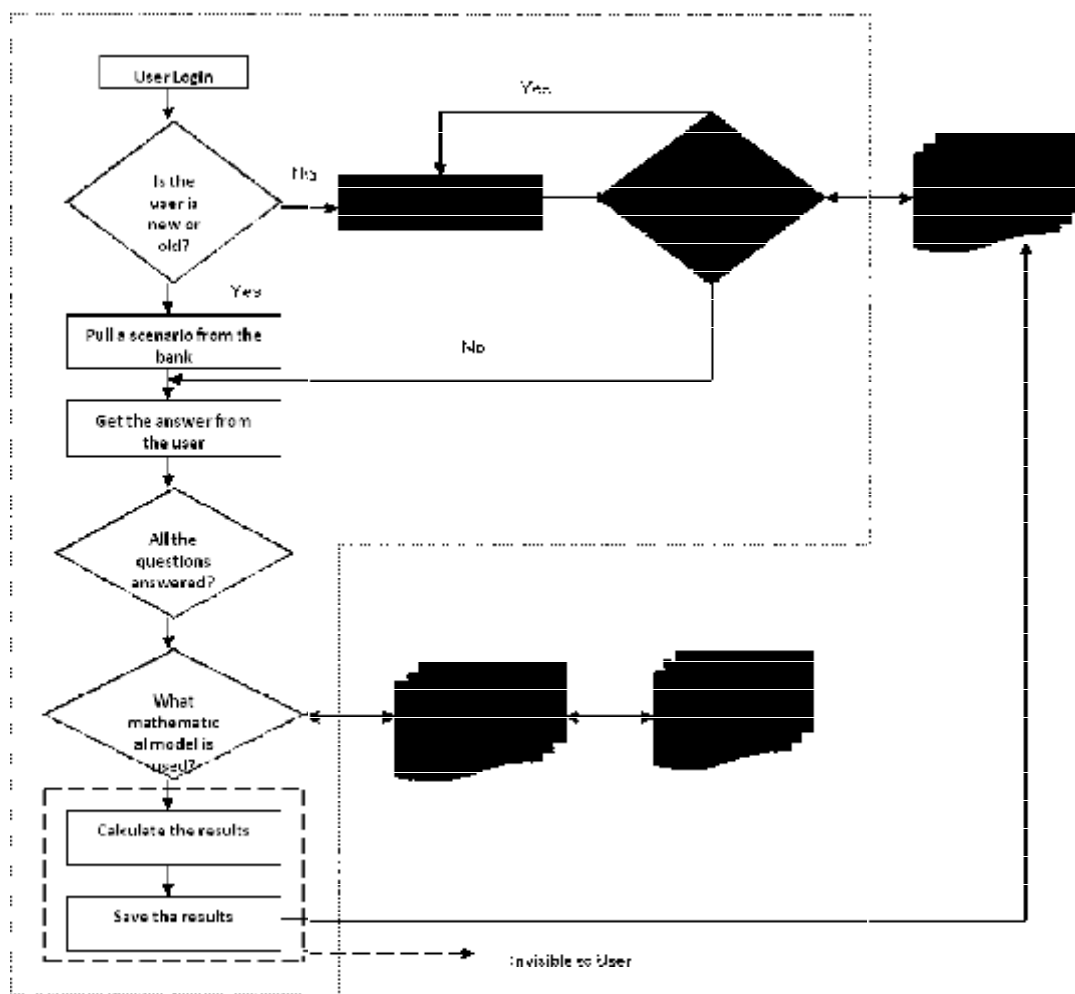 User Login
Yes
Is the
user is
new or
old?
No
Yes
Pull a scenario from the
bank
No
Get the answer from
the user
All the
questions
answered?
What
mathematic
al model is
used?
Calculate the results
Save the results
Invisible to User